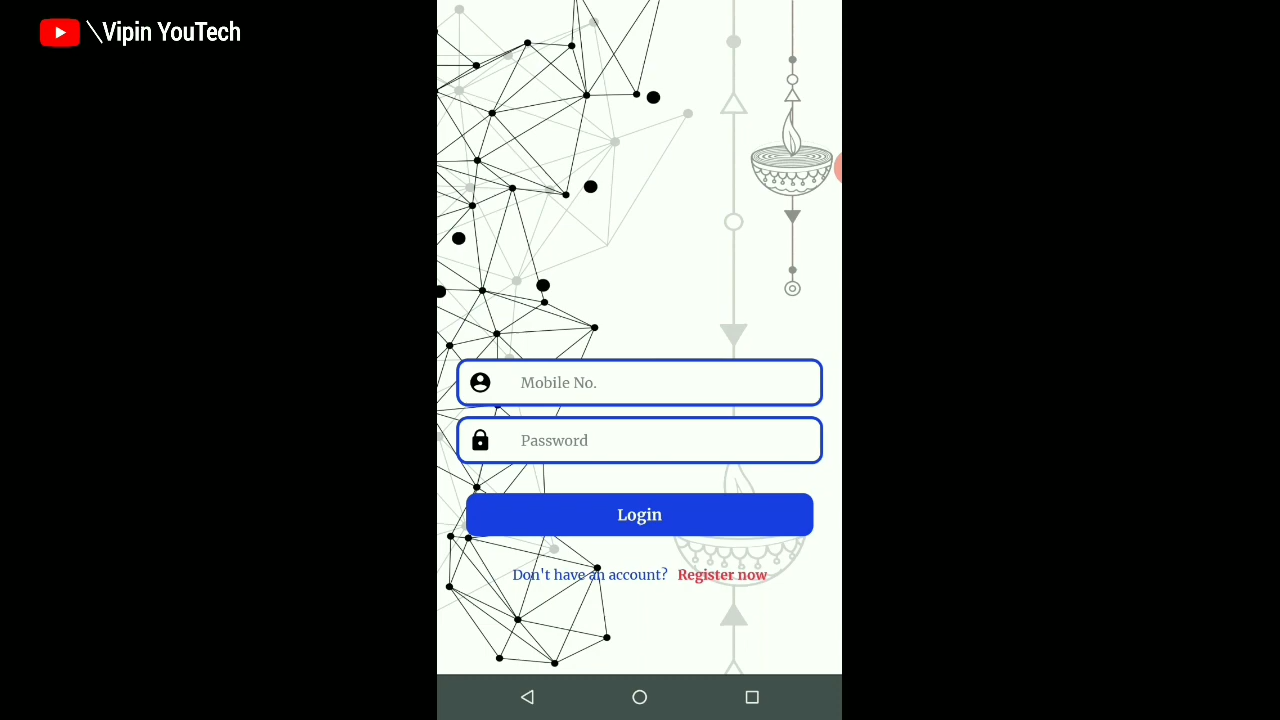 \Vipin YouTech
Mobile No.
Password
Login
Don't have an account? Register now